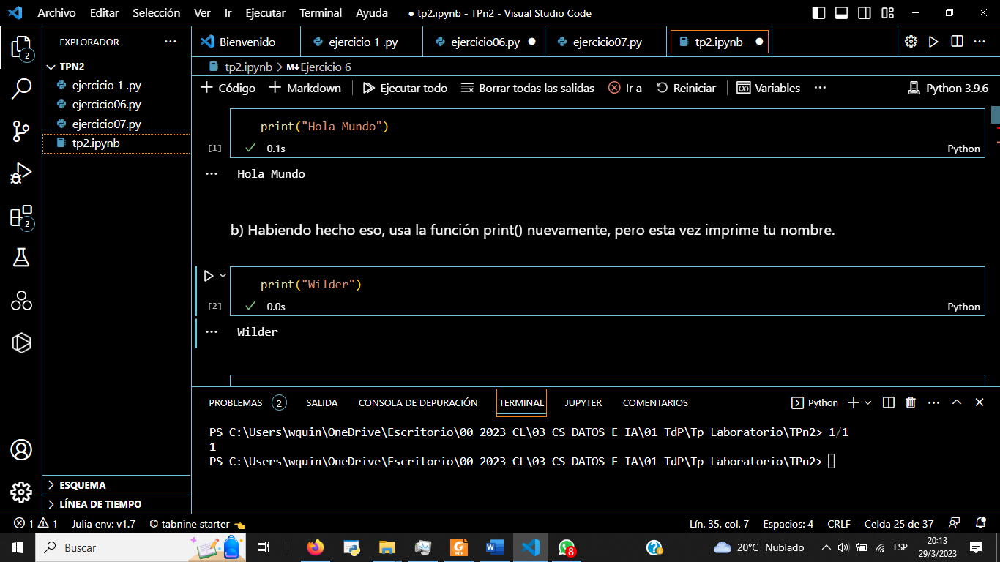 Archivo Editar Selección Ver Ir Ejecutar Terminal Ayuda ● tp2.ipynb - TPn2 - Visual Studio Code
EXPLORADOR ···
Bienvenido ejercicio 1 .py ejercicio06.py ejercicio07.py tp2.ipynb
2
TPN2
ejercicio 1 .py
ejercicio06.py
ejercicio07.py
tp2.ipynb
2
tp2.ipynb > M↓Ejercicio 6
+ Código + Markdown Ejecutar todo Borrar todas las salidas Ir a Reiniciar Variables ··· Python 3.9.6
print("Hola Mundo")
[1] ✓ 0.1s Python
··· Hola Mundo
b) Habiendo hecho eso, usa la función print() nuevamente, pero esta vez imprime tu nombre.
print("Wilder")
[2] ✓ 0.0s Python
··· Wilder
PROBLEMAS 2 SALIDA CONSOLA DE DEPURACIÓN TERMINAL JUPYTER COMENTARIOS Python
PS C:\Users\wquin\OneDrive\Escritorio\00 2023 CL\03 CS DATOS E IA\01 TdP\Tp Laboratorio\TPn2> 1/1
1
PS C:\Users\wquin\OneDrive\Escritorio\00 2023 CL\03 CS DATOS E IA\01 TdP\Tp Laboratorio\TPn2>
ESQUEMA
LÍNEA DE TIEMPO
1 1 Julia env: v1.7 tabnine starter Lín. 35, col. 7 Espacios: 4 CRLF Celda 25 de 37
Buscar 8 20°C Nublado ESP 20:13
29/3/2023